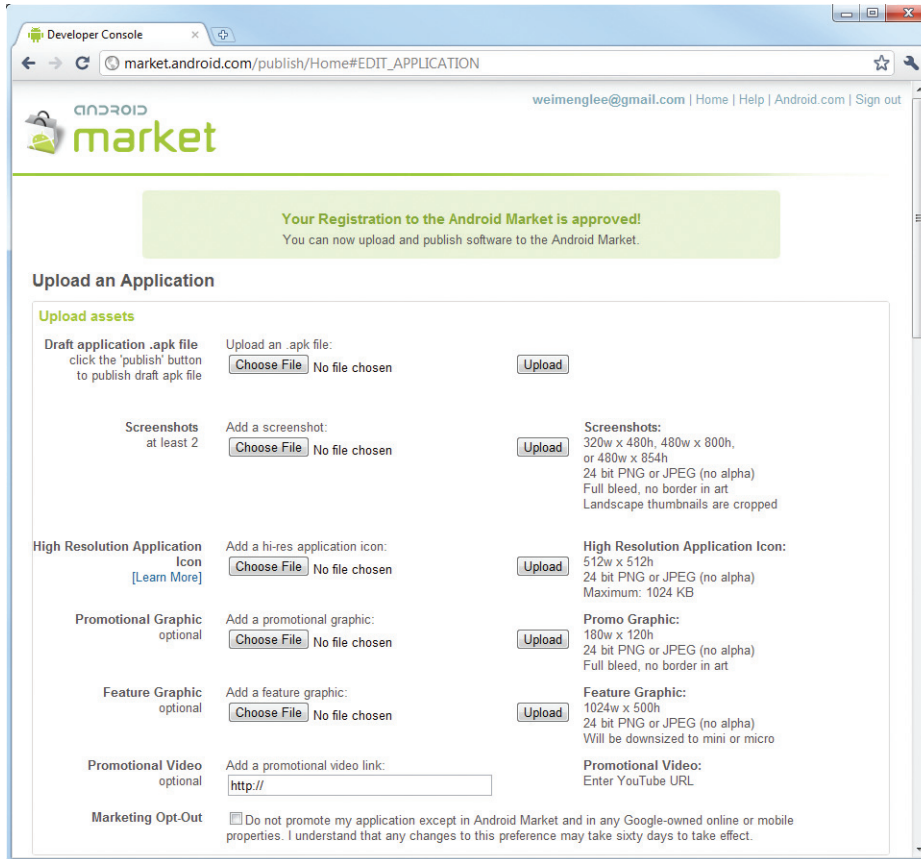 Developer Console
market.android.com/publish/Home#EDIT_APPLICATION
weimenglee@gmail.com | Home | Help | Android.com | Sign out
android
market
Your Registration to the Android Market is approved!
You can now upload and publish software to the Android Market.
Upload an Application
Upload assets
Draft application .apk file
click the 'publish' button
to publish draft apk file
Upload an .apk file:
Choose File No file chosen
Upload
Screenshots
at least 2
Add a screenshot:
Choose File No file chosen
Upload
Screenshots:
320w x 480h, 480w x 800h,
or 480w x 854h
24 bit PNG or JPEG (no alpha)
Full bleed, no border in art
Landscape thumbnails are cropped
High Resolution Application
Icon
[Learn More]
Add a hi-res application icon:
Choose File No file chosen
Upload
High Resolution Application Icon:
512w x 512h
24 bit PNG or JPEG (no alpha)
Maximum: 1024 KB
Promotional Graphic
optional
Add a promotional graphic:
Choose File No file chosen
Upload
Promo Graphic:
180w x 120h
24 bit PNG or JPEG (no alpha)
Full bleed, no border in art
Feature Graphic
optional
Add a feature graphic:
Choose File No file chosen
Upload
Feature Graphic:
1024w x 500h
24 bit PNG or JPEG (no alpha)
Will be downsized to mini or micro
Promotional Video
optional
Add a promotional video link:
http://
Promotional Video:
Enter YouTube URL
Marketing Opt-Out
Do not promote my application except in Android Market and in any Google-owned online or mobile
properties. I understand that any changes to this preference may take sixty days to take effect.